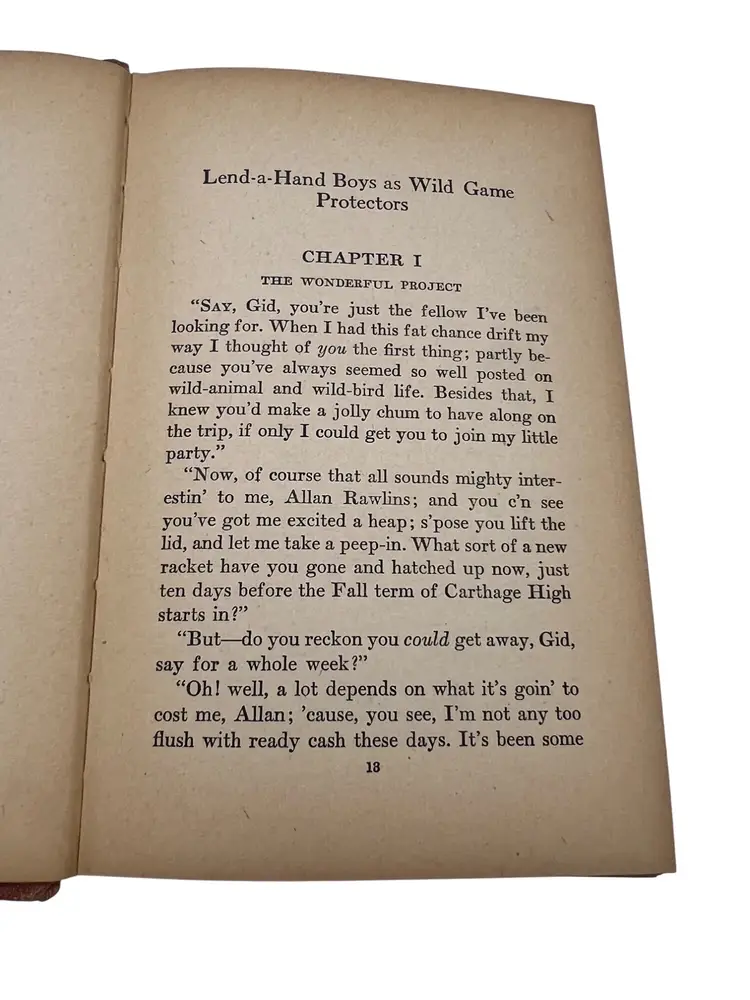 Lend-a-Hand Boys as Wild Game
Protectors
CHAPTER I
THE WONDERFUL PROJECT
“SAY, Gid, you're just the fellow I've been
looking for. When I had this fat chance drift my
way I thought of you the first thing; partly be-
cause you've always seemed so well posted on
wild-animal and wild-bird life. Besides that, I
knew you'd make a jolly chum to have along on
the trip, if only I could get you to join my little
party.”
“Now, of course that all sounds mighty inter-
estin' to me, Allan Rawlins; and you c'n see
you've got me excited a heap; s'pose you lift the
lid, and let me take a peep-in. What sort of a new
racket have you gone and hatched up now, just
ten days before the Fall term of Carthage High
starts in?”
“But—do you reckon you could get away, Gid,
say for a whole week?”
“Oh! well, a lot depends on what it's goin' to
cost me, Allan; 'cause, you see, I'm not any too
flush with ready cash these days. It's been some
13